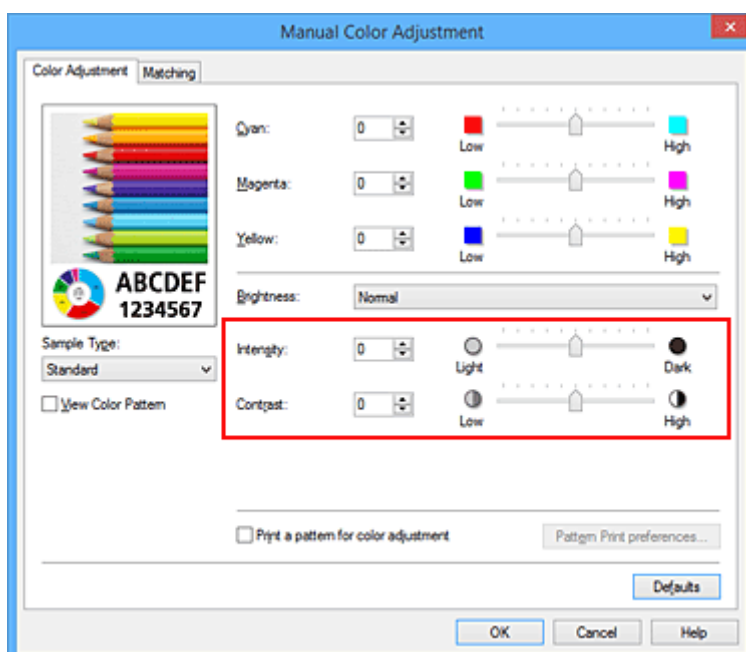 Manual Color Adjustment
Color Adjustment Matching
Cyan: 0 Low High
Magenta: 0 Low High
Yellow: 0 Low High
ABCDEF
1234567
Brightness: Normal
Sample Type:
Standard
View Color Pattern
Intensity: 0 Light Dark
Contrast: 0 Low High
Print a pattern for color adjustment Pattern Print preferences...
Defaults
OK Cancel Help